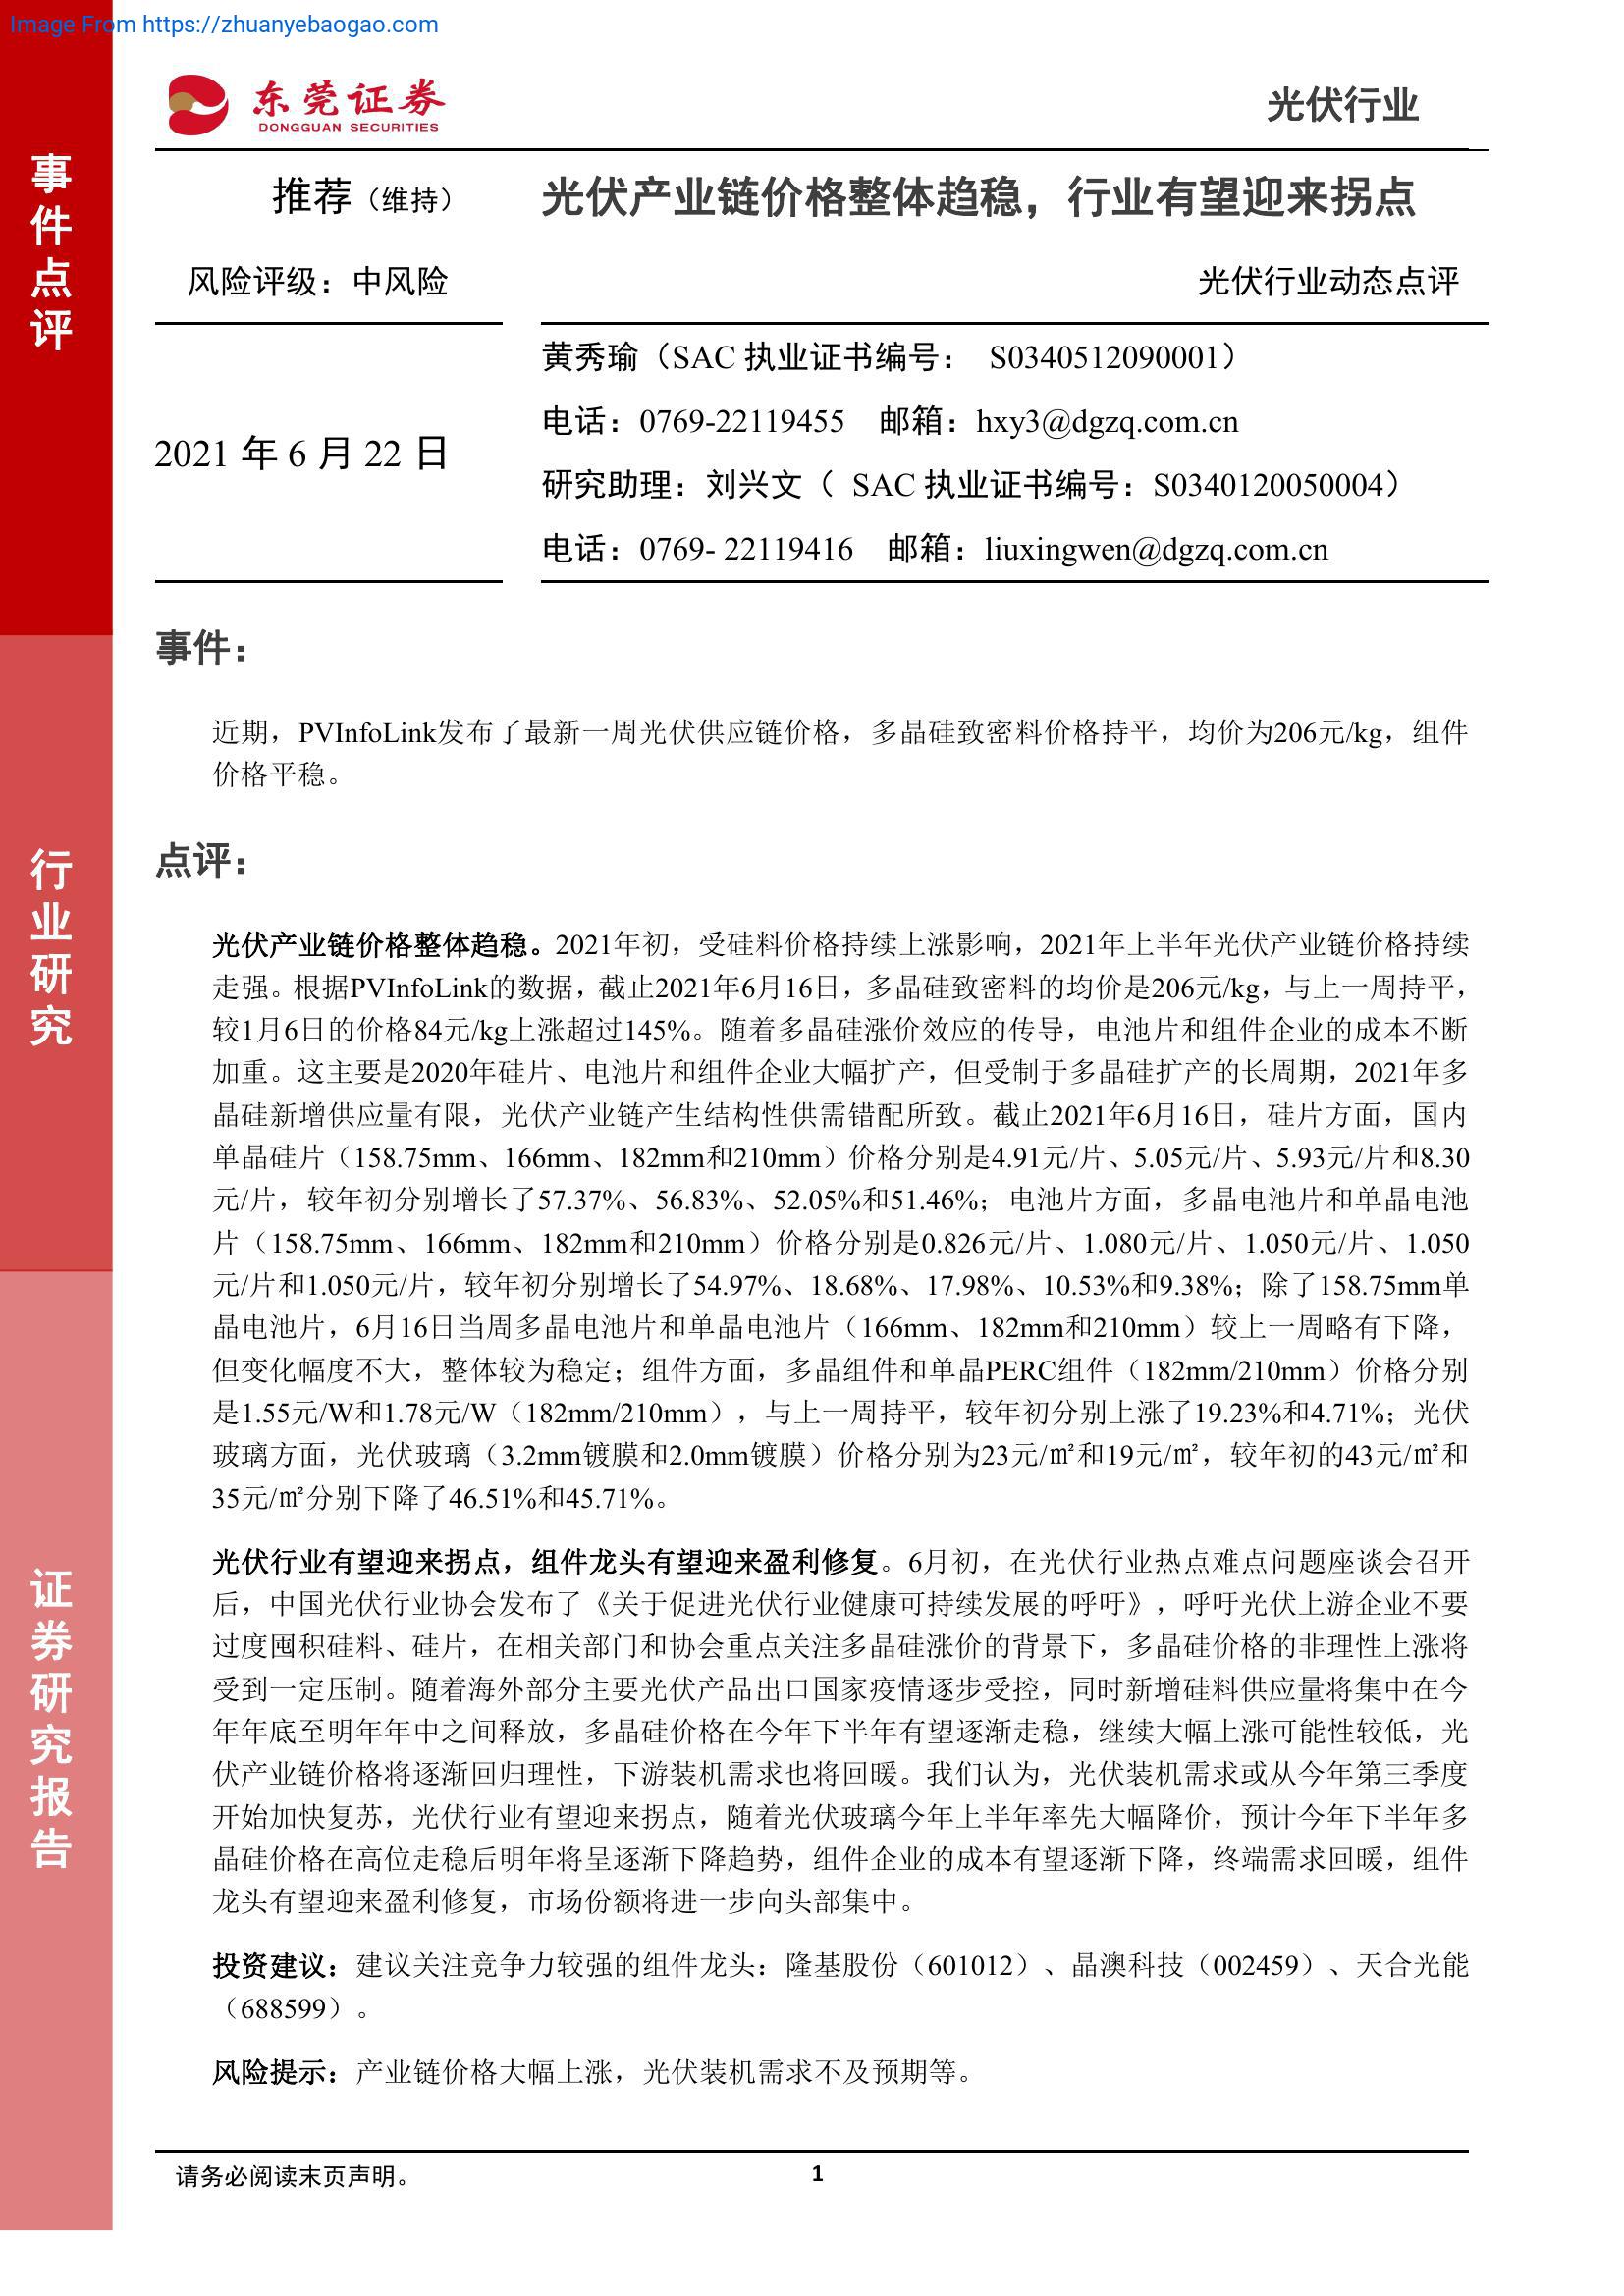 Image From https://zhuanyebaogao.com
东莞证券
DONGGUAN SECURITIES
光伏行业
事件点评
行业研究
证券研究报告
推荐（维持）
光伏产业链价格整体趋稳，行业有望迎来拐点
风险评级：中风险
光伏行业动态点评
2021 年 6 月 22 日
黄秀瑜（SAC 执业证书编号： S0340512090001）
电话：0769-22119455 邮箱：hxy3@dgzq.com.cn
研究助理：刘兴文（ SAC 执业证书编号：S0340120050004）
电话：0769- 22119416 邮箱：liuxingwen@dgzq.com.cn
事件：
近期，PVInfoLink发布了最新一周光伏供应链价格，多晶硅致密料价格持平，均价为206元/kg，组件
价格平稳。
点评：
光伏产业链价格整体趋稳。2021年初，受硅料价格持续上涨影响，2021年上半年光伏产业链价格持续
走强。根据PVInfoLink的数据，截止2021年6月16日，多晶硅致密料的均价是206元/kg，与上一周持平，
较1月6日的价格84元/kg上涨超过145%。随着多晶硅涨价效应的传导，电池片和组件企业的成本不断
加重。这主要是2020年硅片、电池片和组件企业大幅扩产，但受制于多晶硅扩产的长周期，2021年多
晶硅新增供应量有限，光伏产业链产生结构性供需错配所致。截止2021年6月16日，硅片方面，国内
单晶硅片（158.75mm、166mm、182mm和210mm）价格分别是4.91元/片、5.05元/片、5.93元/片和8.30
元/片，较年初分别增长了57.37%、56.83%、52.05%和51.46%；电池片方面，多晶电池片和单晶电池
片（158.75mm、166mm、182mm和210mm）价格分别是0.826元/片、1.080元/片、1.050元/片、1.050
元/片和1.050元/片，较年初分别增长了54.97%、18.68%、17.98%、10.53%和9.38%；除了158.75mm单
晶电池片，6月16日当周多晶电池片和单晶电池片（166mm、182mm和210mm）较上一周略有下降，
但变化幅度不大，整体较为稳定；组件方面，多晶组件和单晶PERC组件（182mm/210mm）价格分别
是1.55元/W和1.78元/W（182mm/210mm），与上一周持平，较年初分别上涨了19.23%和4.71%；光伏
玻璃方面，光伏玻璃（3.2mm镀膜和2.0mm镀膜）价格分别为23元/㎡和19元/㎡，较年初的43元/㎡和
35元/㎡分别下降了46.51%和45.71%。
光伏行业有望迎来拐点，组件龙头有望迎来盈利修复。6月初，在光伏行业热点难点问题座谈会召开
后，中国光伏行业协会发布了《关于促进光伏行业健康可持续发展的呼吁》，呼吁光伏上游企业不要
过度囤积硅料、硅片，在相关部门和协会重点关注多晶硅涨价的背景下，多晶硅价格的非理性上涨将
受到一定压制。随着海外部分主要光伏产品出口国家疫情逐步受控，同时新增硅料供应量将集中在今
年年底至明年年中之间释放，多晶硅价格在今年下半年有望逐渐走稳，继续大幅上涨可能性较低，光
伏产业链价格将逐渐回归理性，下游装机需求也将回暖。我们认为，光伏装机需求或从今年第三季度
开始加快复苏，光伏行业有望迎来拐点，随着光伏玻璃今年上半年率先大幅降价，预计今年下半年多
晶硅价格在高位走稳后明年将呈逐渐下降趋势，组件企业的成本有望逐渐下降，终端需求回暖，组件
龙头有望迎来盈利修复，市场份额将进一步向头部集中。
投资建议：建议关注竞争力较强的组件龙头：隆基股份（601012）、晶澳科技（002459）、天合光能
（688599）。
风险提示：产业链价格大幅上涨，光伏装机需求不及预期等。
请务必阅读末页声明。
1